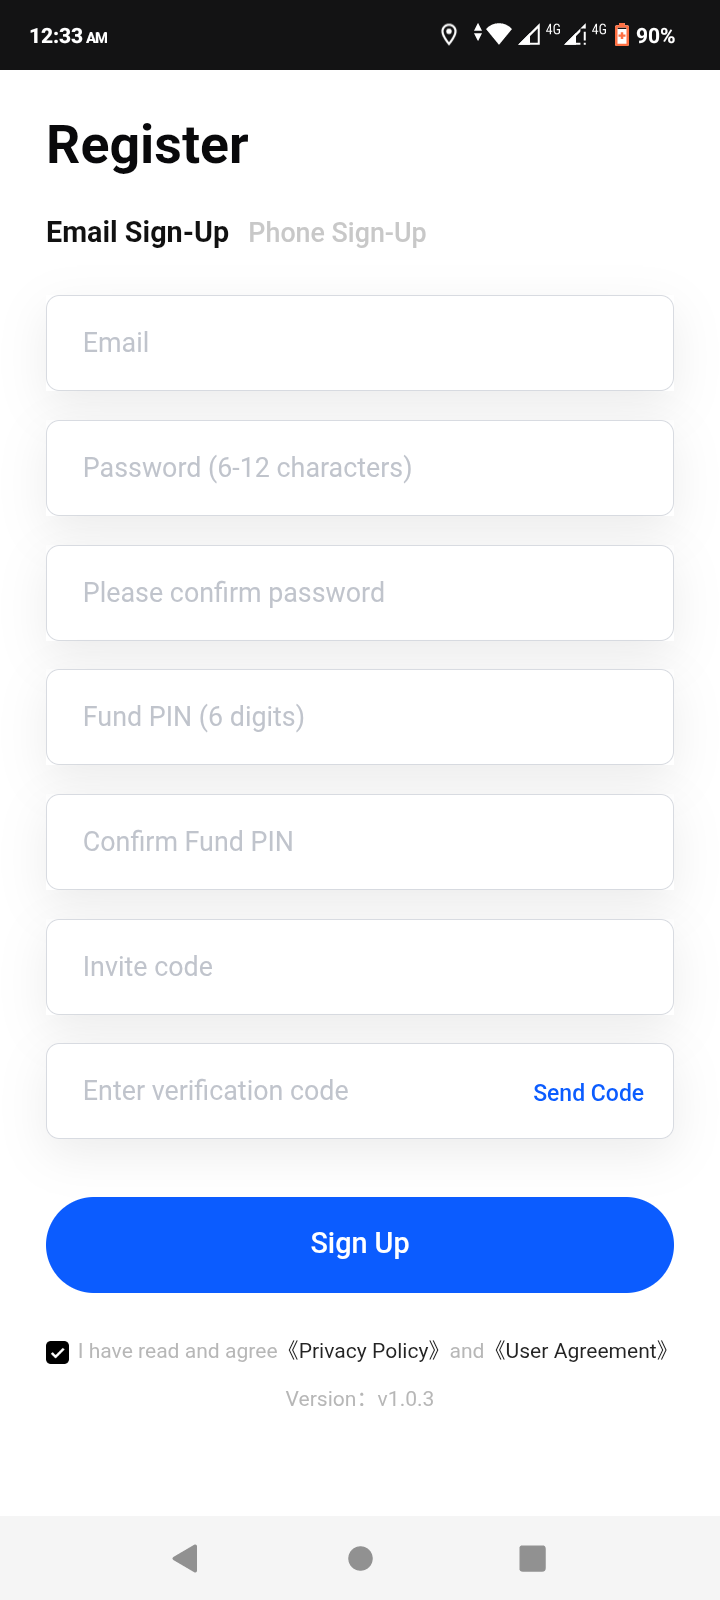 12:33 AM 4G 4G 90%
Register
Email Sign-Up Phone Sign-Up
Email
Password (6-12 characters)
Please confirm password
Fund PIN (6 digits)
Confirm Fund PIN
Invite code
Enter verification code Send Code
Sign Up
I have read and agree《Privacy Policy》and《User Agreement》
Version：v1.0.3